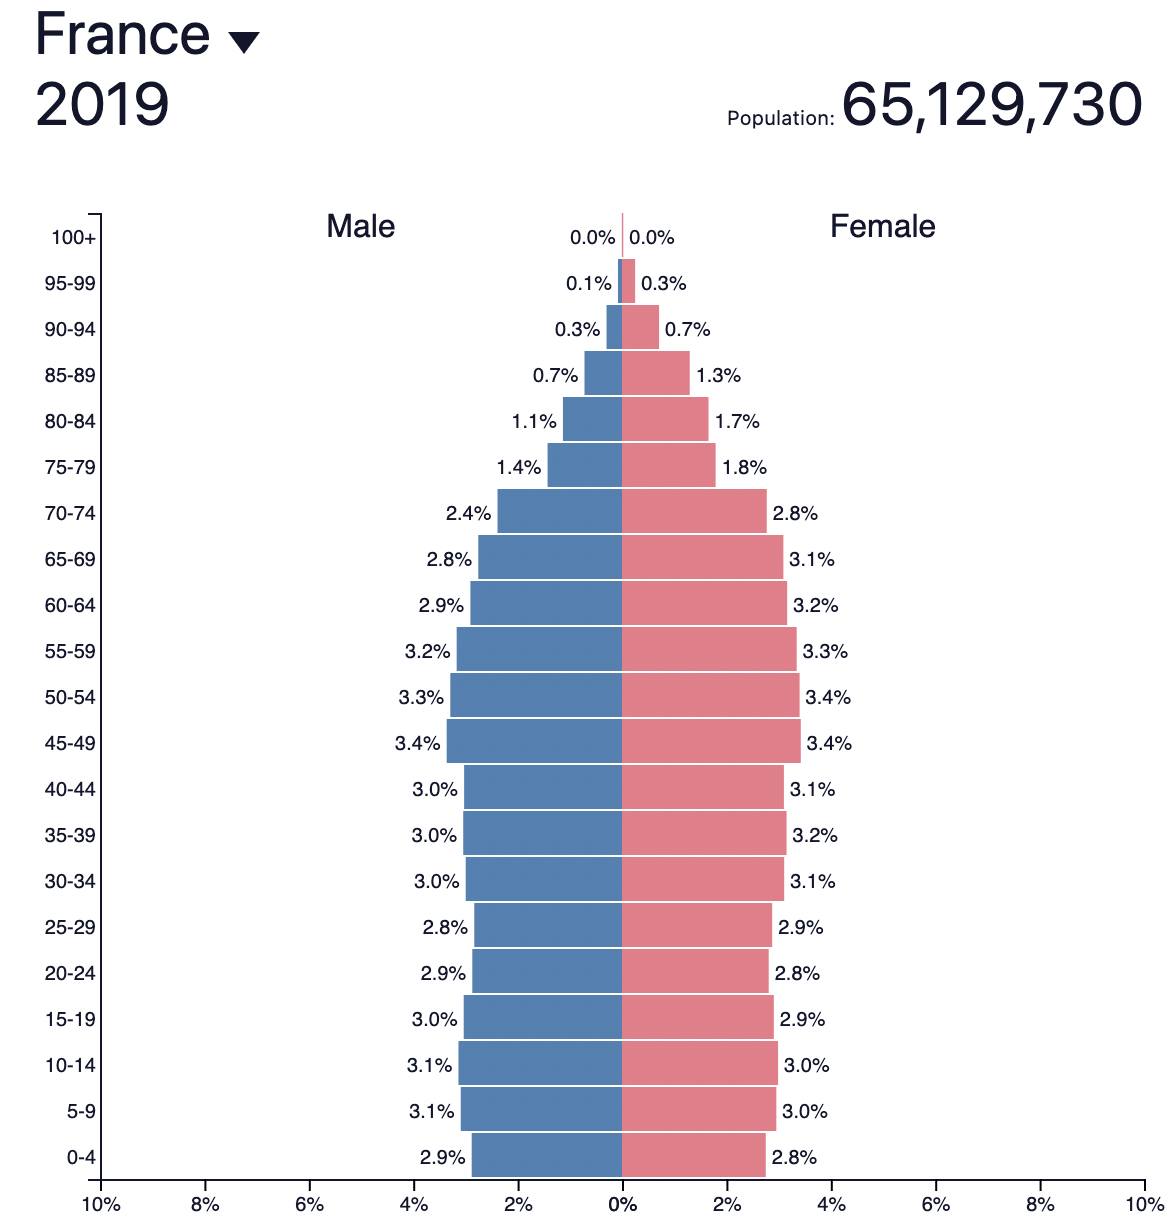 France
2019
Population: 65,129,730
Male Female
100+ 0.0% 0.0%
95-99 0.1% 0.3%
90-94 0.3% 0.7%
85-89 0.7% 1.3%
80-84 1.1% 1.7%
75-79 1.4% 1.8%
70-74 2.4% 2.8%
65-69 2.8% 3.1%
60-64 2.9% 3.2%
55-59 3.2% 3.3%
50-54 3.3% 3.4%
45-49 3.4% 3.4%
40-44 3.0% 3.1%
35-39 3.0% 3.2%
30-34 3.0% 3.1%
25-29 2.8% 2.9%
20-24 2.9% 2.8%
15-19 3.0% 2.9%
10-14 3.1% 3.0%
5-9 3.1% 3.0%
0-4 2.9% 2.8%
10% 8% 6% 4% 2% 0% 2% 4% 6% 8% 10%